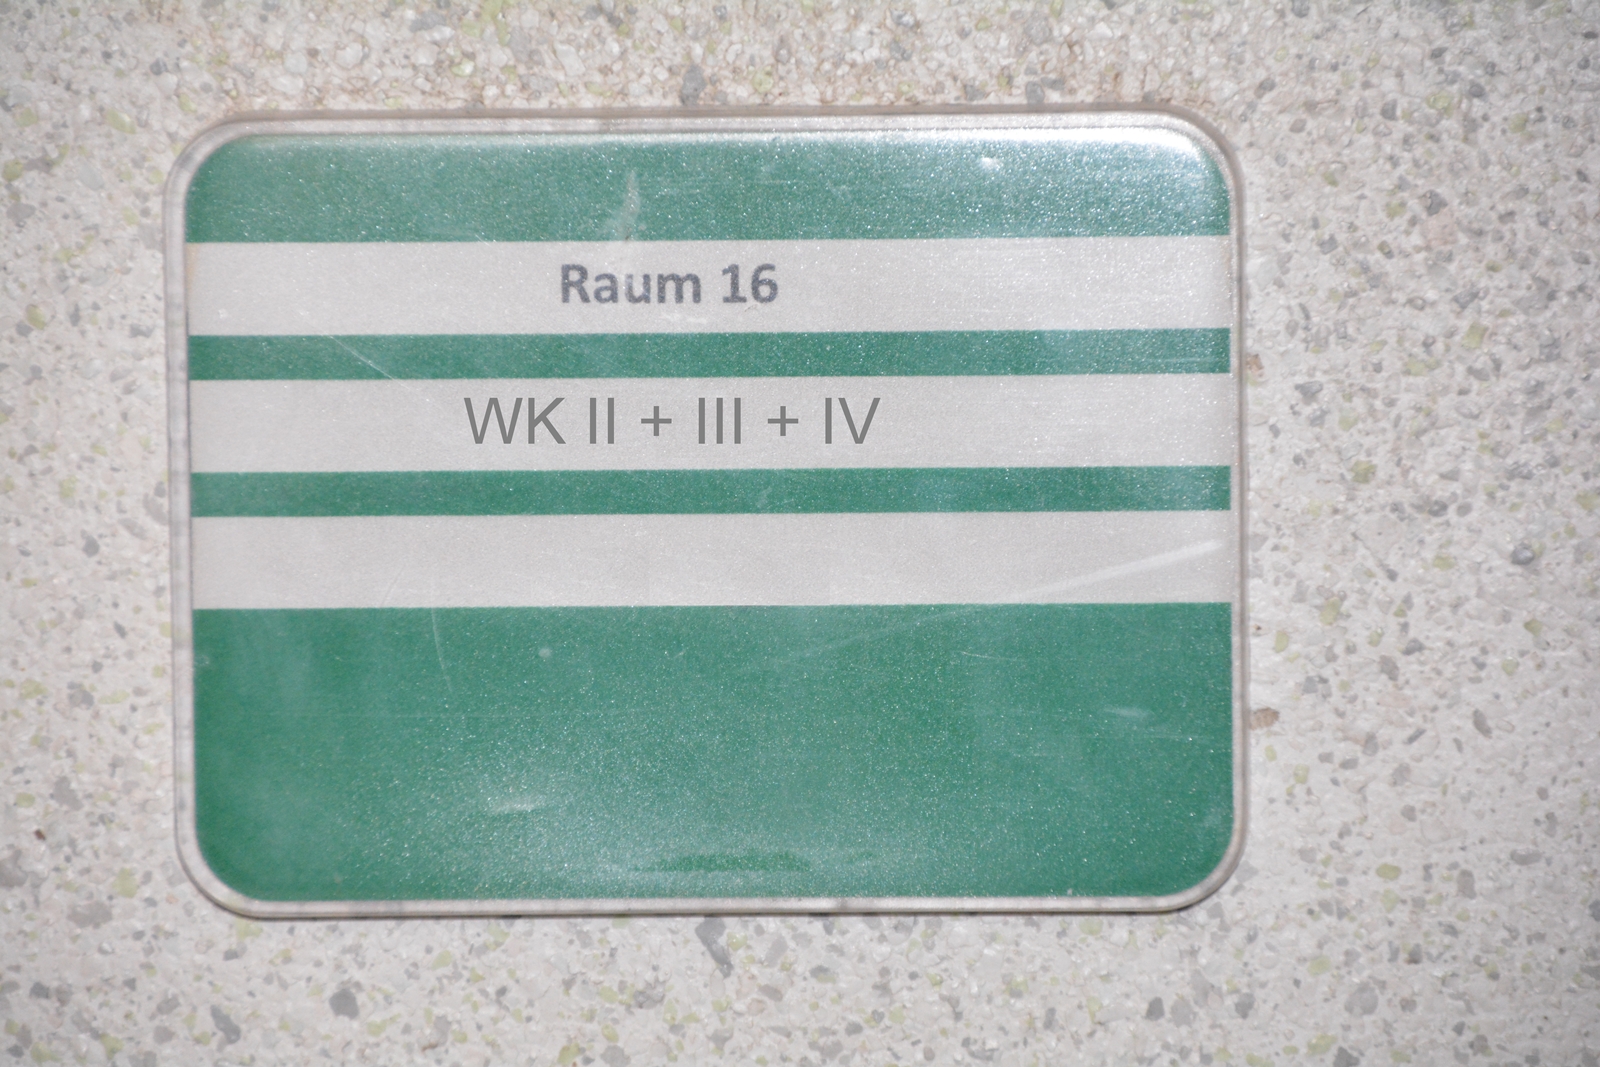 Raum 16
WK II + III + IV